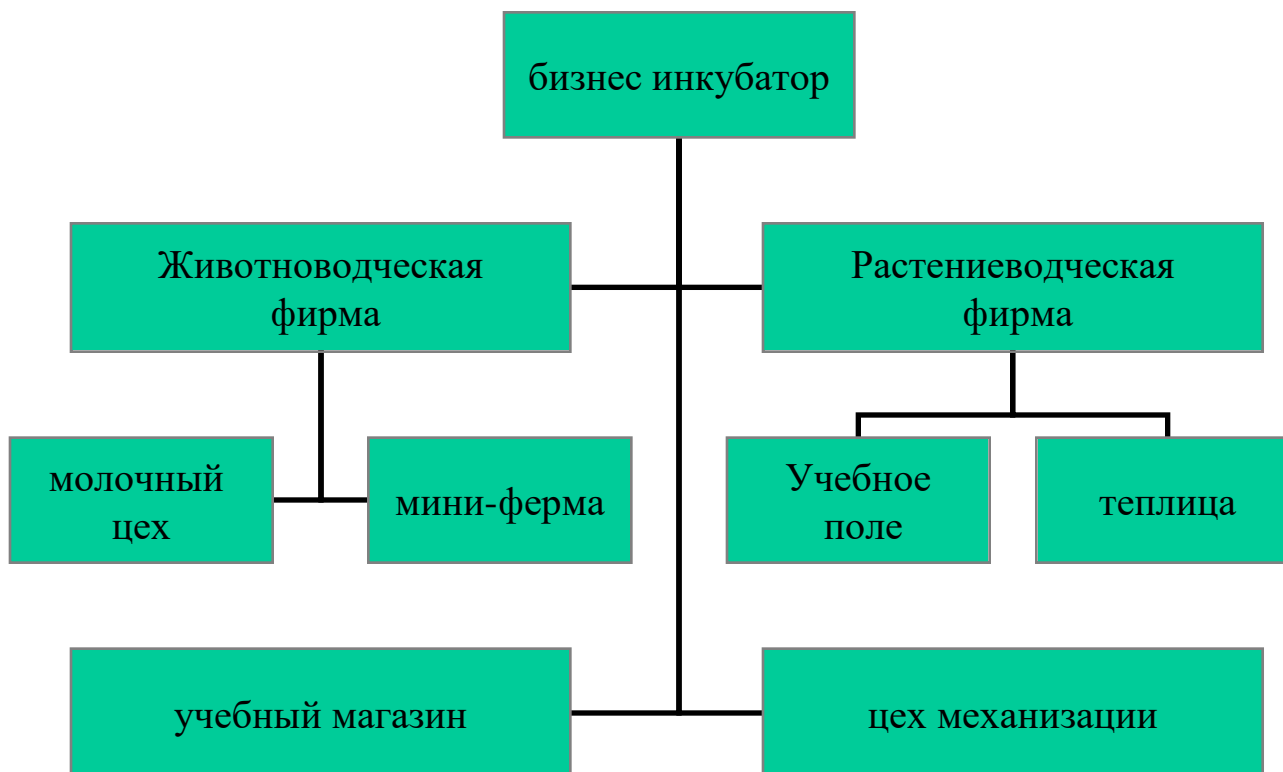 бизнес инкубатор
Животноводческая
фирма
Растениеводческая
фирма
молочный
цех
мини-ферма
Учебное
поле
теплица
учебный магазин
цех механизации